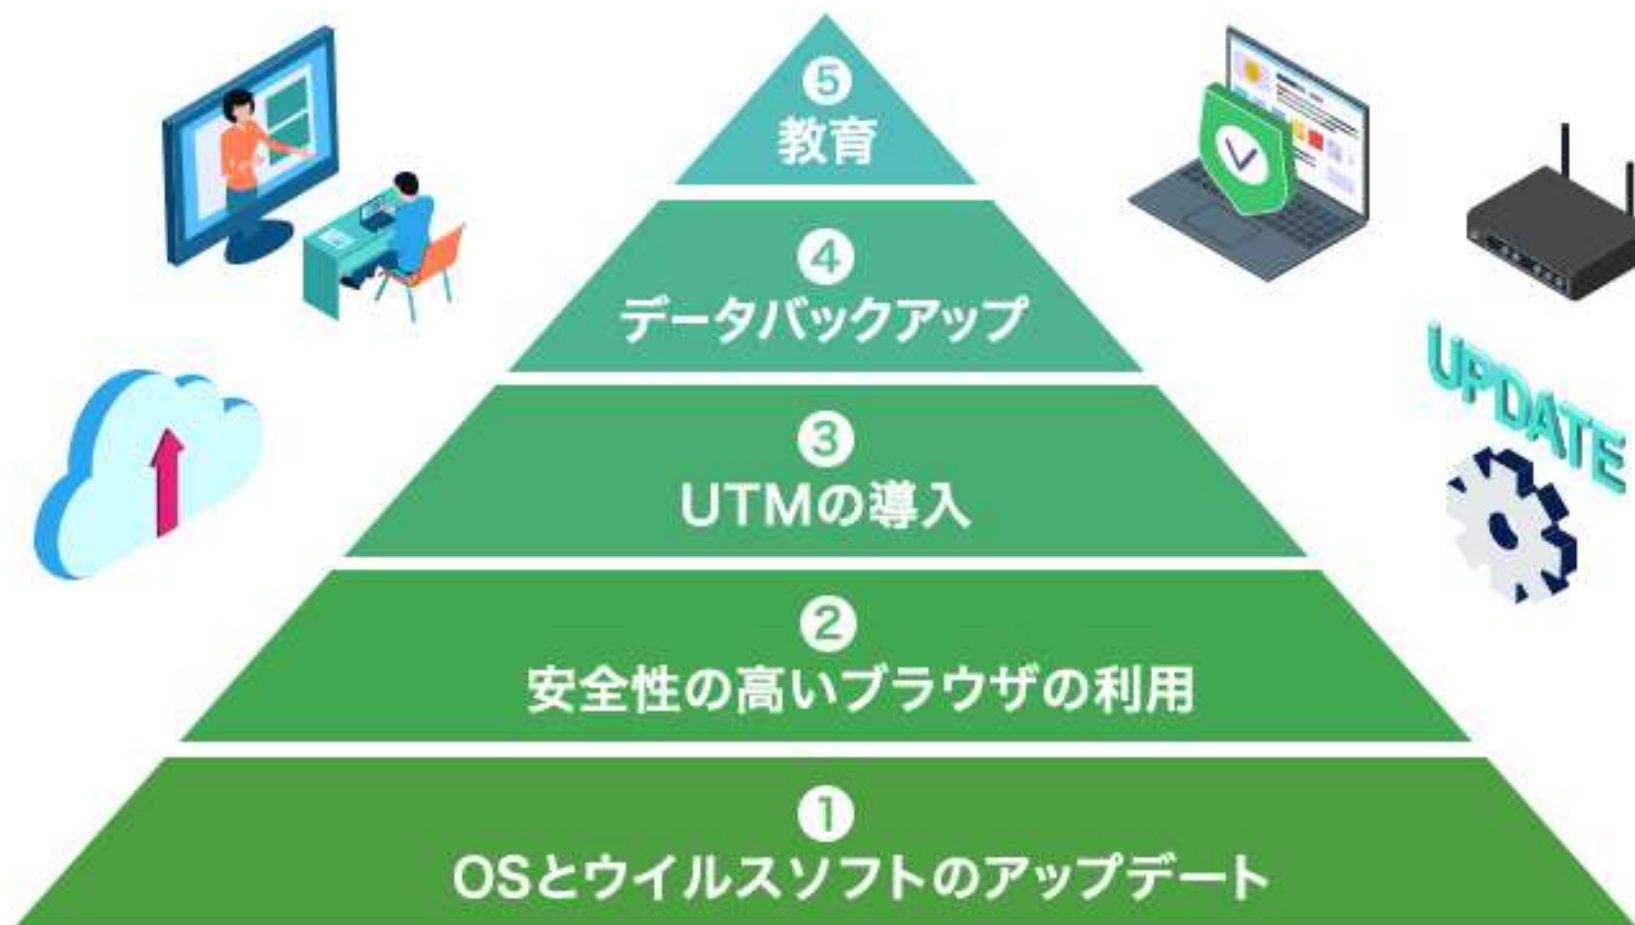 5
教育
4
データバックアップ
3
UTMの導入
UPDATE
2
安全性の高いブラウザの利用
1
OSとウイルスソフトのアップデート